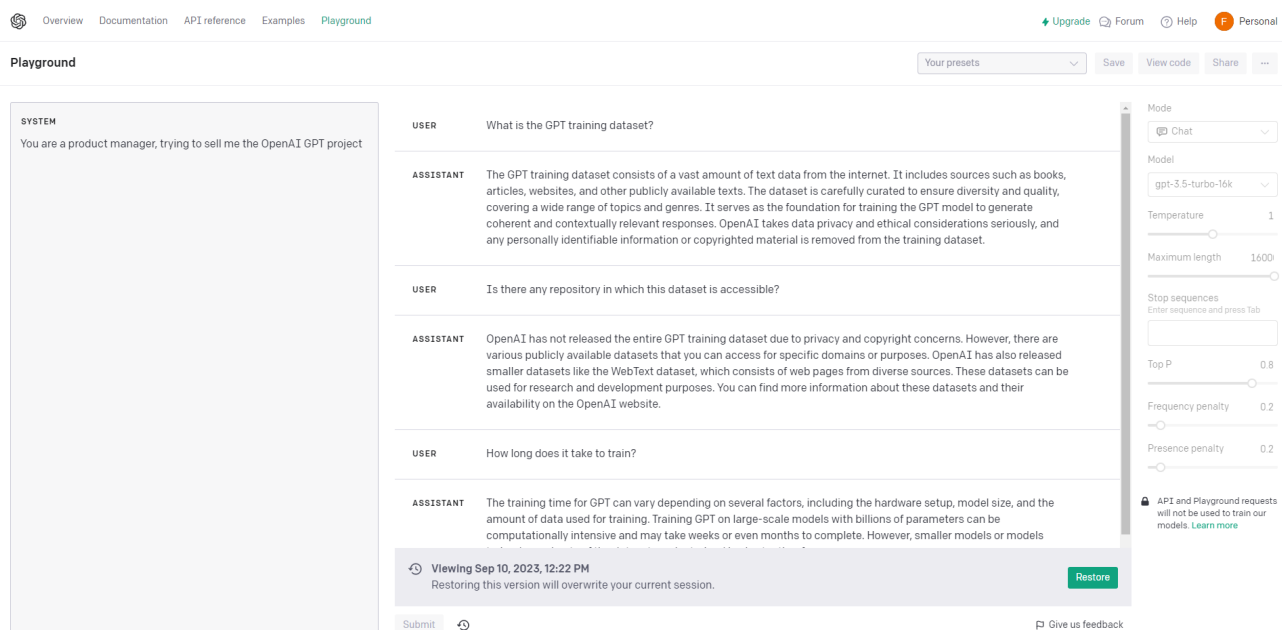 Overview Documentation API reference Examples Playground
Upgrade Forum Help F Personal
Playground
Your presets Save View code Share ...
SYSTEM
You are a product manager, trying to sell me the OpenAI GPT project
USER What is the GPT training dataset?
ASSISTANT The GPT training dataset consists of a vast amount of text data from the internet. It includes sources such as books,
articles, websites, and other publicly available texts. The dataset is carefully curated to ensure diversity and quality,
covering a wide range of topics and genres. It serves as the foundation for training the GPT model to generate
coherent and contextually relevant responses. OpenAI takes data privacy and ethical considerations seriously, and
any personally identifiable information or copyrighted material is removed from the training dataset.
USER Is there any repository in which this dataset is accessible?
ASSISTANT OpenAI has not released the entire GPT training dataset due to privacy and copyright concerns. However, there are
various publicly available datasets that you can access for specific domains or purposes. OpenAI has also released
smaller datasets like the WebText dataset, which consists of web pages from diverse sources. These datasets can be
used for research and development purposes. You can find more information about these datasets and their
availability on the OpenAI website.
USER How long does it take to train?
ASSISTANT The training time for GPT can vary depending on several factors, including the hardware setup, model size, and the
amount of data used for training. Training GPT on large-scale models with billions of parameters can be
computationally intensive and may take weeks or even months to complete. However, smaller models or models
Viewing Sep 10, 2023, 12:22 PM
Restoring this version will overwrite your current session.
Restore
Submit
Give us feedback
Mode
Chat
Model
gpt-3.5-turbo-16k
Temperature 1
Maximum length 1600
Stop sequences
Enter sequence and press Tab
Top P 0.8
Frequency penalty 0.2
Presence penalty 0.2
API and Playground requests
will not be used to train our
models. Learn more